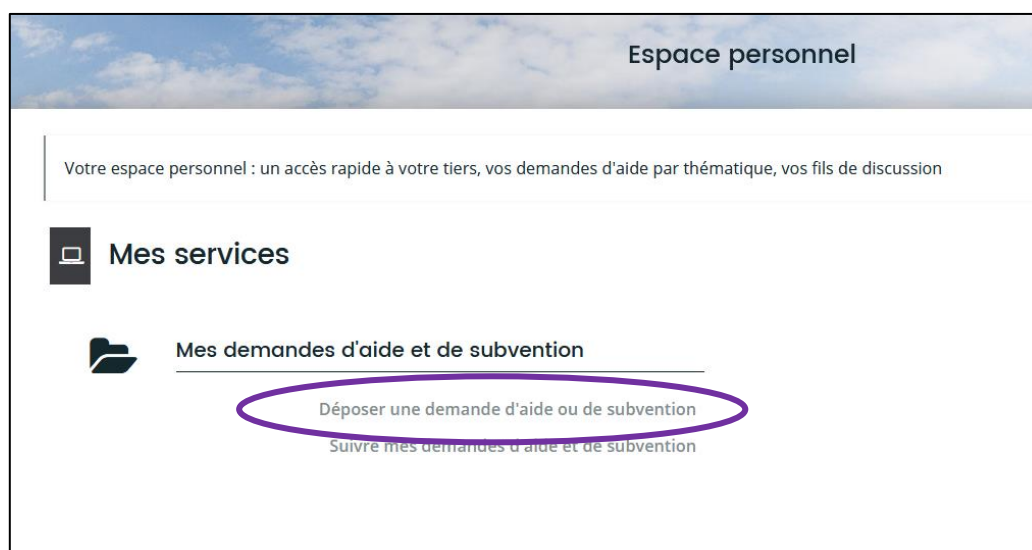 Espace personnel
Votre espace personnel : un accès rapide à votre tiers, vos demandes d'aide par thématique, vos fils de discussion
Mes services
Mes demandes d'aide et de subvention
Déposer une demande d'aide ou de subvention
Suivre mes demandes d'aide et de subvention